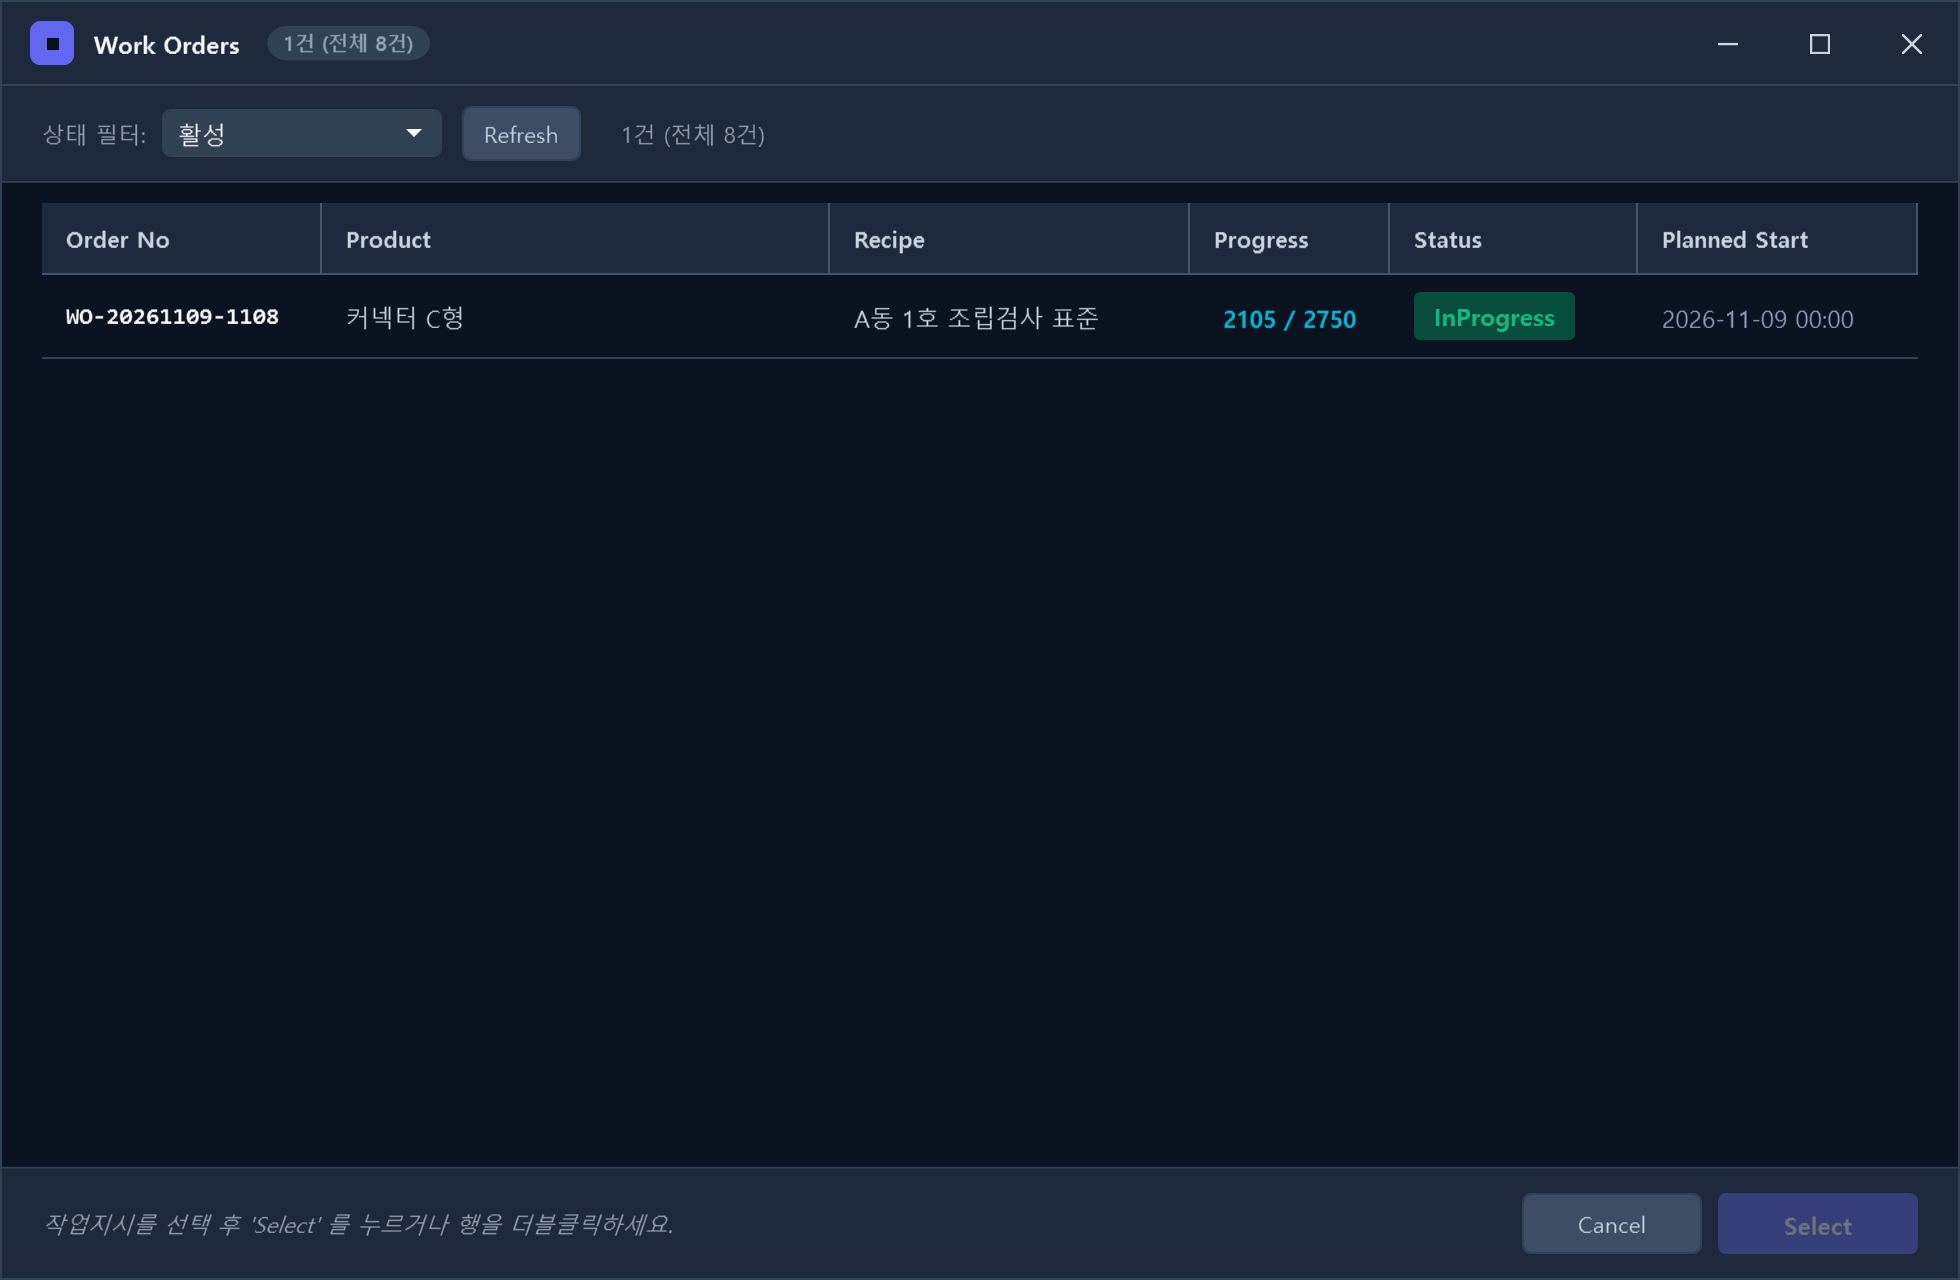 Work Orders 1건 (전체 8건)
상태 필터: 활성 Refresh 1건 (전체 8건)
Order No Product Recipe Progress Status Planned Start
WO-20261109-1108 커넥터 C형 A동 1호 조립검사 표준 2105 / 2750 InProgress 2026-11-09 00:00
작업지시를 선택 후 'Select' 를 누르거나 행을 더블클릭하세요. Cancel Select